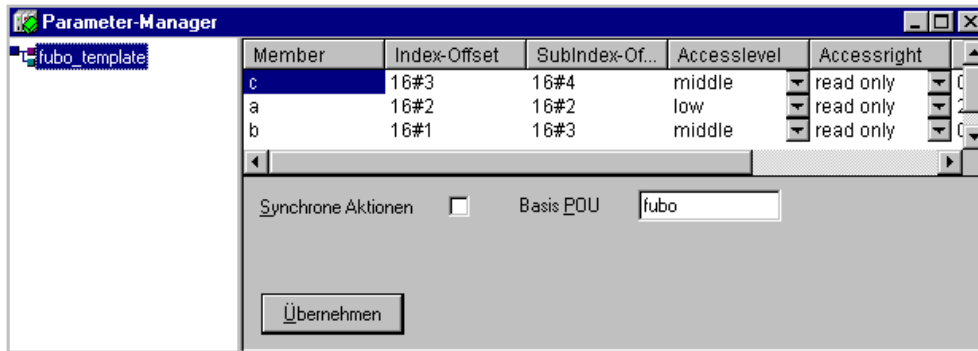 Parameter-Manager
fubo_template
Member Index-Offset SubIndex-Of... Accesslevel Accessright
c 16#3 16#4 middle read only
a 16#2 16#2 low read only
b 16#1 16#3 middle read only
Synchrone Aktionen Basis POU fubo
Übernehmen